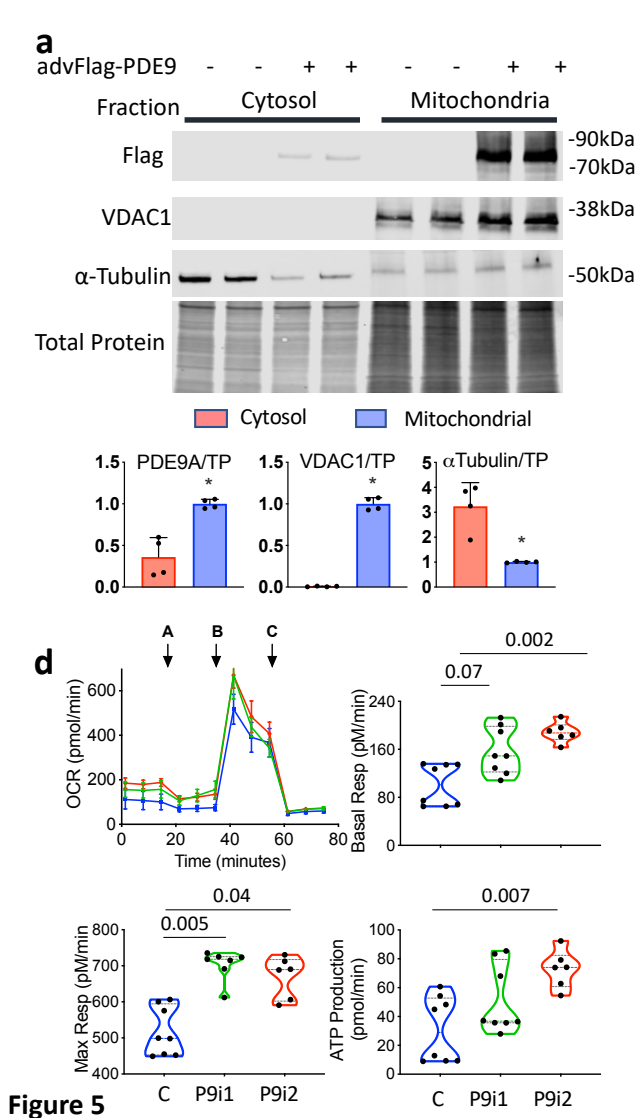 a
advFlag-PDE9 - - + + - - + +
Fraction Cytosol Mitochondria
Flag -90kDa
-70kDa
VDAC1 -38kDa
α-Tubulin -50kDa
Total Protein
Cytosol Mitochondrial
PDE9A/TP
1.5
1.0
0.5
0.0
*
VDAC1/TP
1.5
1.0
0.5
0.0
*
αTubulin/TP
5
4
3
2
1
0
*
d
A B C
OCR (pmol/min)
600
400
200
0
0 20 40 60 80
Time (minutes)
0.002
0.07
Basal Resp (pM/min)
240
160
80
0
0.04
0.005
Max Resp (pM/min
800
700
600
500
400
C P9i1 P9i2
0.007
ATP Production
(pmol/min)
100
80
60
40
20
0
C P9i1 P9i2
Figure 5